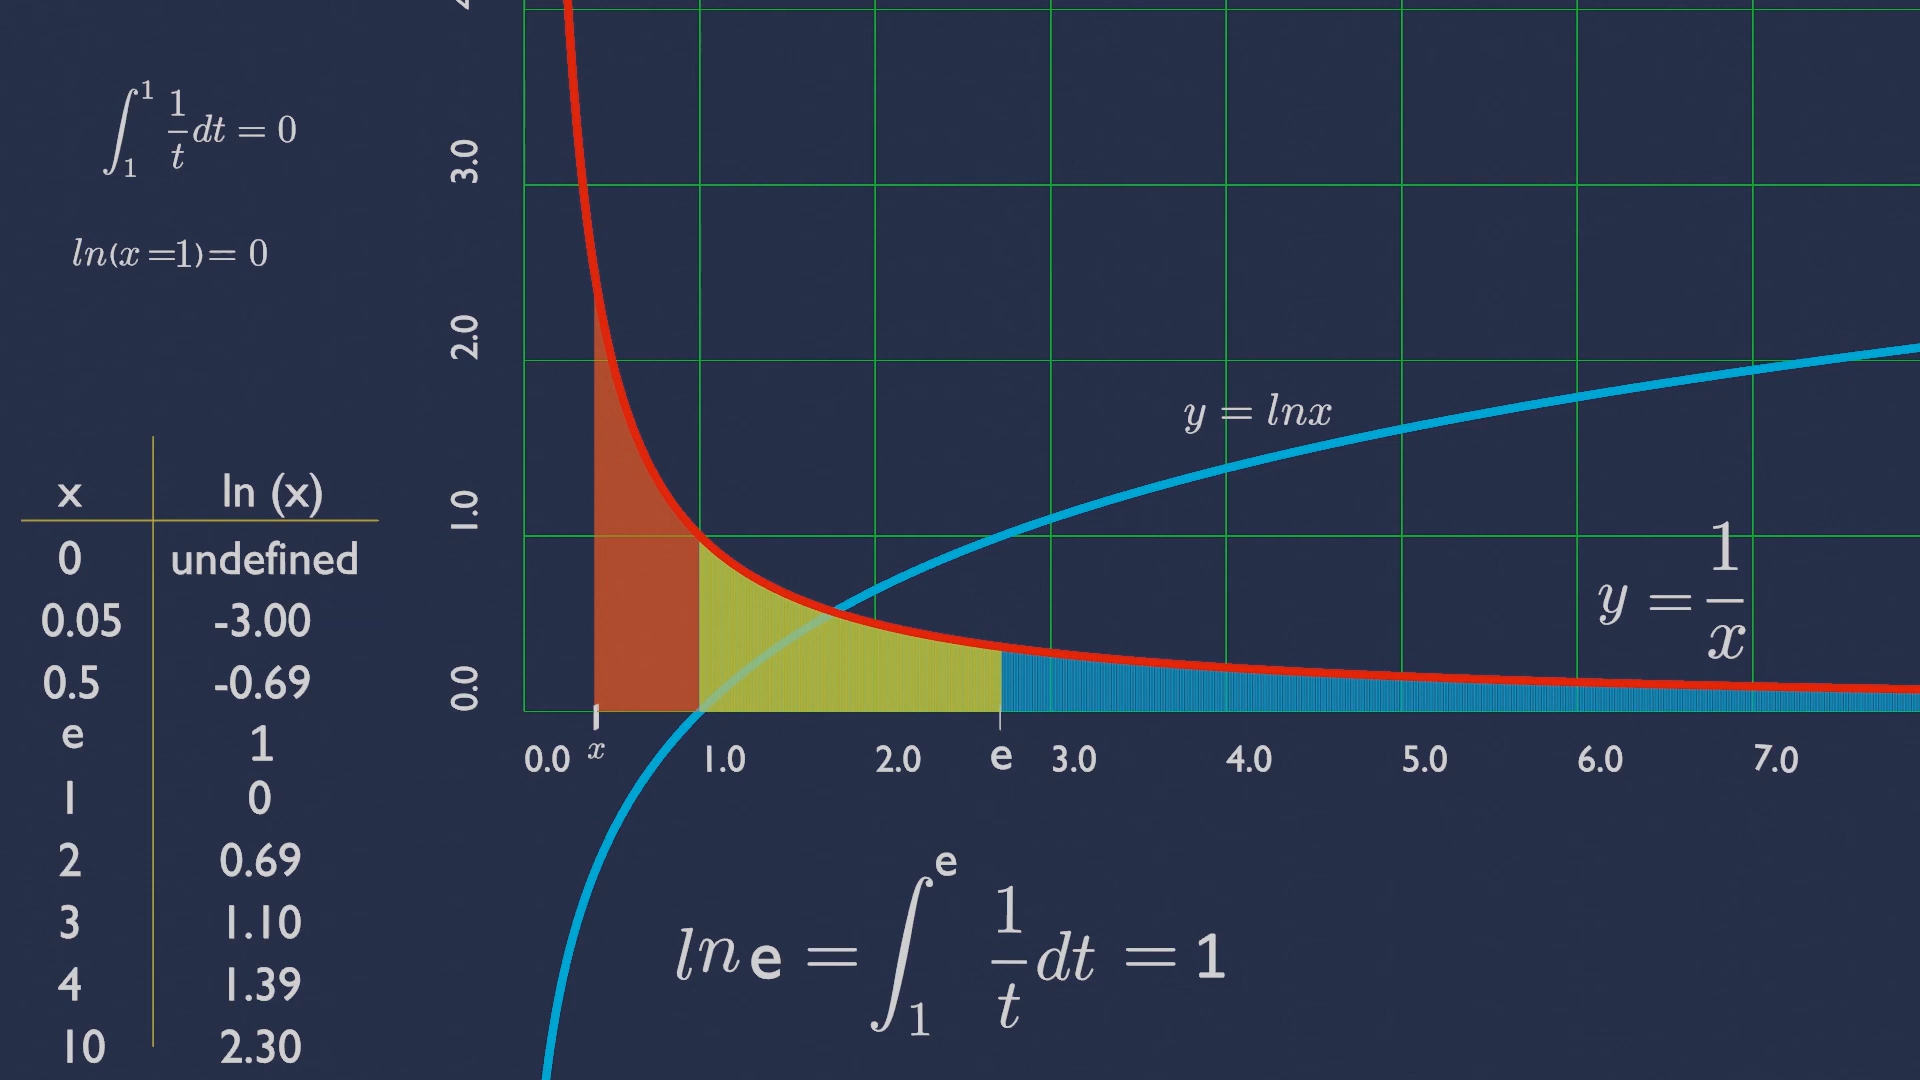 ∫₁¹ 1/t dt = 0
ln(x=1)= 0
x ln (x)
0 undefined
0.05 -3.00
0.5 -0.69
e 1
1 0
2 0.69
3 1.10
4 1.39
10 2.30
3.0
2.0
1.0
0.0
y = lnx
y = 1/x
0.0 x 1.0 2.0 e 3.0 4.0 5.0 6.0 7.0
ln e = ∫₁ᵉ 1/t dt = 1